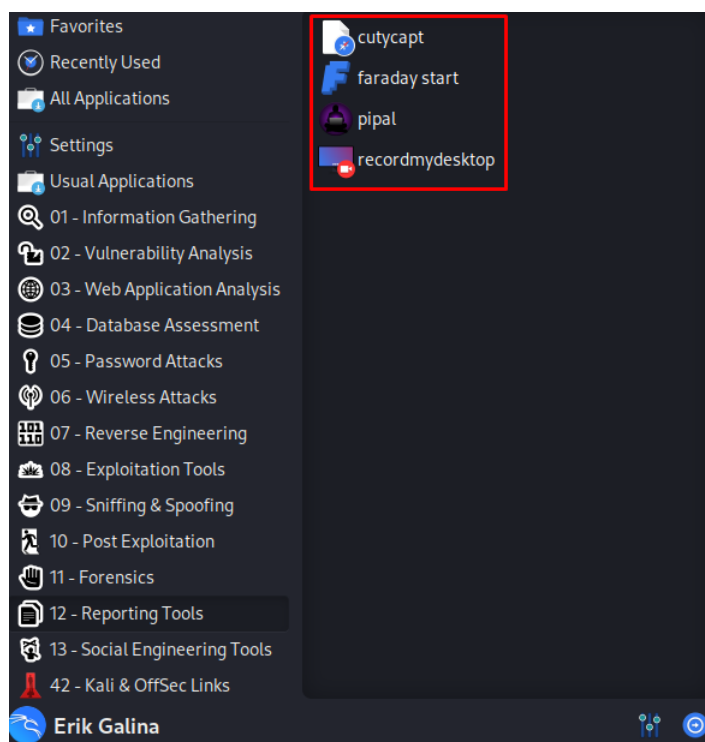 Favorites
Recently Used
All Applications
Settings
Usual Applications
01 - Information Gathering
02 - Vulnerability Analysis
03 - Web Application Analysis
04 - Database Assessment
05 - Password Attacks
06 - Wireless Attacks
07 - Reverse Engineering
08 - Exploitation Tools
09 - Sniffing & Spoofing
10 - Post Exploitation
11 - Forensics
12 - Reporting Tools
13 - Social Engineering Tools
42 - Kali & OffSec Links
cutycapt
faraday start
pipal
recordmydesktop
Erik Galina